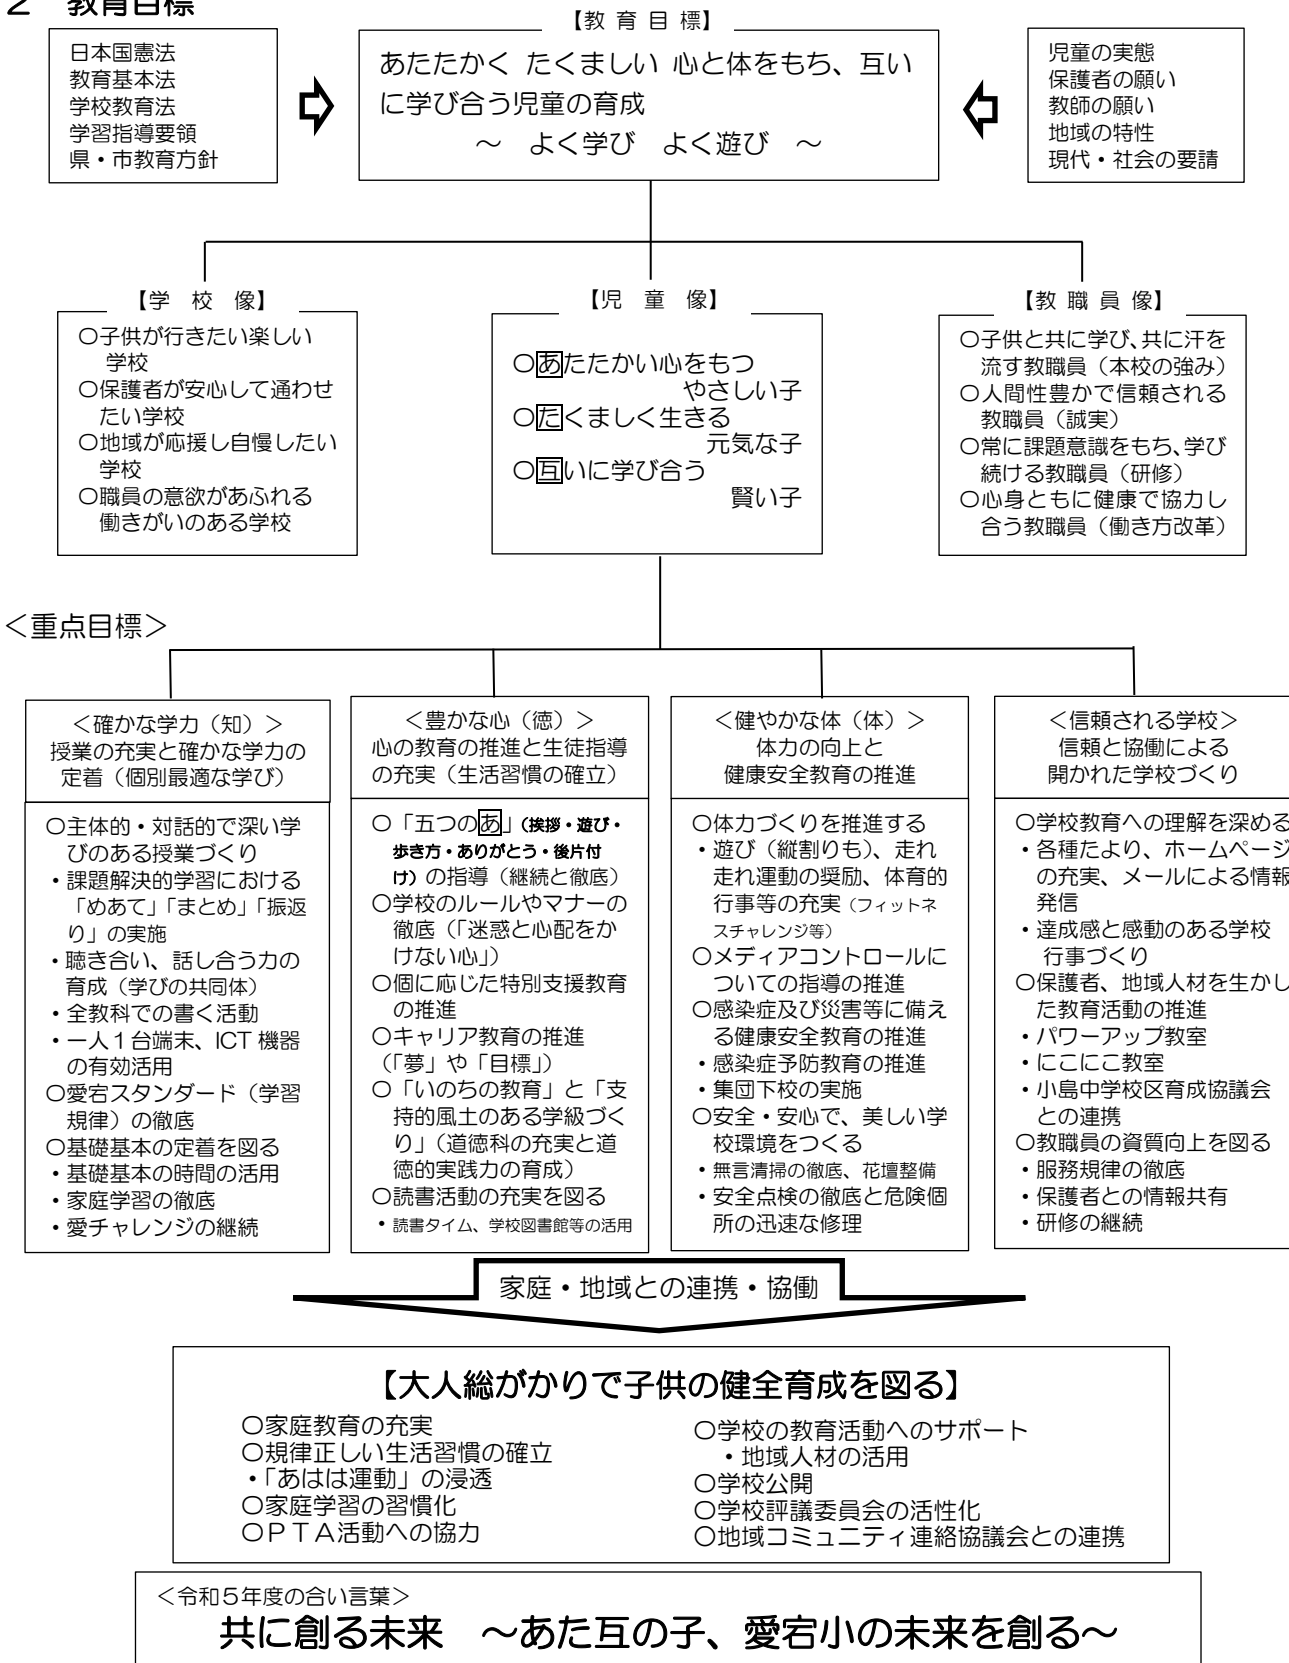 ２　教育目標
【教 育 目 標】
日本国憲法
教育基本法
学校教育法
学習指導要領
県・市教育方針
あたたかく たくましい 心と体をもち、互い
に学び合う児童の育成
～　よく学び　よく遊び　～
児童の実態
保護者の願い
教師の願い
地域の特性
現代・社会の要請
【学　校　像】
〇子供が行きたい楽しい
学校
〇保護者が安心して通わせ
たい学校
〇地域が応援し自慢したい
学校
〇職員の意欲があふれる
働きがいのある学校
【児　童　像】
〇あたたかい心をもつ
やさしい子
〇たくましく生きる
元気な子
〇互いに学び合う
賢い子
【教 職 員 像】
〇子供と共に学び、共に汗を
流す教職員（本校の強み）
〇人間性豊かで信頼される
教職員（誠実）
〇常に課題意識をもち、学び
続ける教職員（研修）
〇心身ともに健康で協力し
合う教職員（働き方改革）
＜重点目標＞
＜確かな学力（知）＞
授業の充実と確かな学力の
定着（個別最適な学び）
〇主体的・対話的で深い学
びのある授業づくり
・課題解決的学習における
「めあて」「まとめ」「振返
り」の実施
・聴き合い、話し合う力の
育成（学びの共同体）
・全教科での書く活動
・一人１台端末、ICT 機器
の有効活用
〇愛宕スタンダード（学習
規律）の徹底
〇基礎基本の定着を図る
・基礎基本の時間の活用
・家庭学習の徹底
・愛チャレンジの継続
＜豊かな心（徳）＞
心の教育の推進と生徒指導
の充実（生活習慣の確立）
〇「五つのあ」（挨拶・遊び・
歩き方・ありがとう・後片付
け）の指導（継続と徹底）
〇学校のルールやマナーの
徹底（「迷惑と心配をか
けない心」）
〇個に応じた特別支援教育
の推進
〇キャリア教育の推進
（「夢」や「目標」）
〇「いのちの教育」と「支
持的風土のある学級づく
り」（道徳科の充実と道
徳的実践力の育成）
〇読書活動の充実を図る
・読書タイム、学校図書館等の活用
＜健やかな体（体）＞
体力の向上と
健康安全教育の推進
〇体力づくりを推進する
・遊び（縦割りも）、走れ
走れ運動の奨励、体育的
行事等の充実（フィットネ
スチャレンジ等）
〇メディアコントロールに
ついての指導の推進
〇感染症及び災害等に備え
る健康安全教育の推進
・感染症予防教育の推進
・集団下校の実施
〇安全・安心で、美しい学
校環境をつくる
・無言清掃の徹底、花壇整備
・安全点検の徹底と危険個
所の迅速な修理
＜信頼される学校＞
信頼と協働による
開かれた学校づくり
〇学校教育への理解を深める
・各種たより、ホームページ
の充実、メールによる情報
発信
・達成感と感動のある学校
行事づくり
〇保護者、地域人材を生かし
た教育活動の推進
・パワーアップ教室
・にこにこ教室
・小島中学校区育成協議会
との連携
〇教職員の資質向上を図る
・服務規律の徹底
・保護者との情報共有
・研修の継続
家庭・地域との連携・協働
【大人総がかりで子供の健全育成を図る】
〇家庭教育の充実
〇規律正しい生活習慣の確立
・「あはは運動」の浸透
〇家庭学習の習慣化
〇ＰＴＡ活動への協力
〇学校の教育活動へのサポート
・地域人材の活用
〇学校公開
〇学校評議委員会の活性化
〇地域コミュニティ連絡協議会との連携
＜令和５年度の合い言葉＞
共に創る未来　～あた互の子、愛宕小の未来を創る～